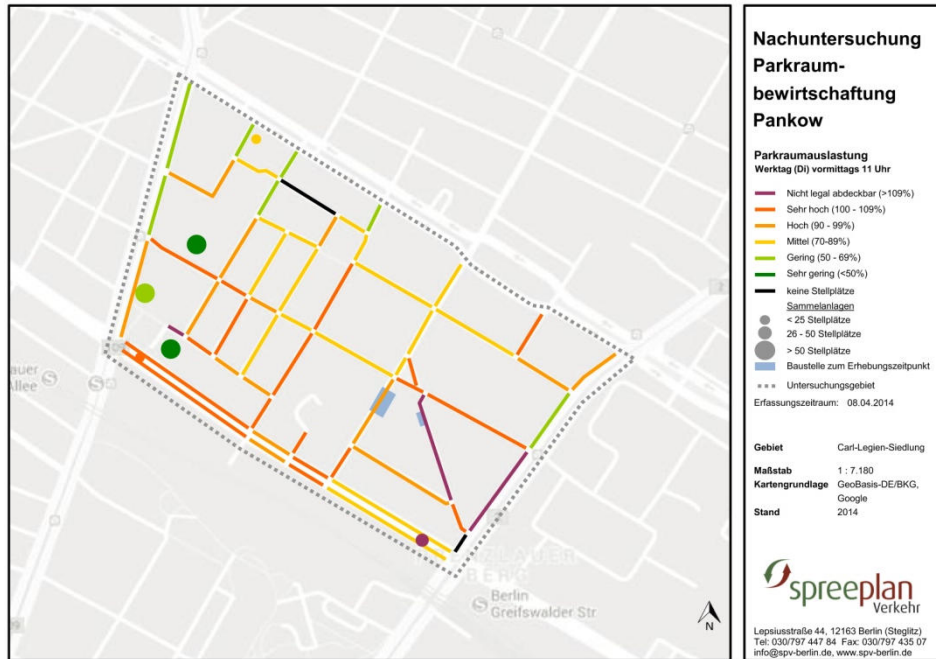 Nachuntersuchung
Parkraum-
bewirtschaftung
Pankow
Parkraumauslastung
Werktag (Di) vormittags 11 Uhr
Nicht legal abdeckbar (>109%)
Sehr hoch (100 - 109%)
Hoch (90 - 99%)
Mittel (70-89%)
Gering (50 - 69%)
Sehr gering (<50%)
keine Stellplätze
Sammelanlagen
< 25 Stellplätze
26 - 50 Stellplätze
> 50 Stellplätze
Baustelle zum Erhebungszeitpunkt
Untersuchungsgebiet
Erfassungszeitraum: 08.04.2014
Gebiet Carl-Legien-Siedlung
Maßstab 1 : 7.180
Kartengrundlage GeoBasis-DE/BKG,
Google
Stand 2014
spreeplan
Verkehr
Lepsiusstraße 44, 12163 Berlin (Steglitz)
Tel: 030/797 447 84 Fax: 030/797 435 07
info@spv-berlin.de, www.spv-berlin.de
auer
Allee
S
S
BERG
S Berlin
Greifswalder Str
2
N